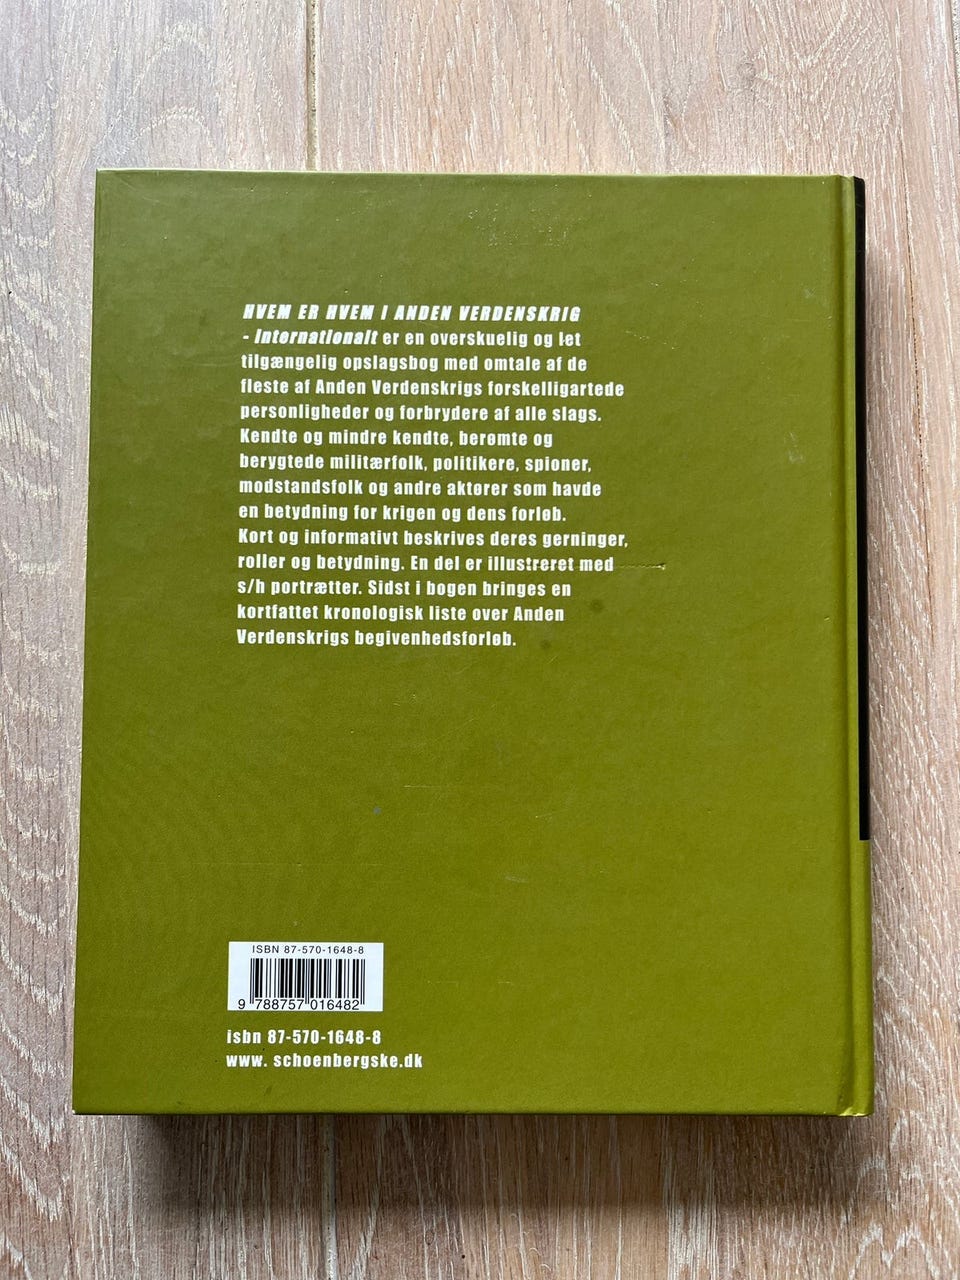 HVEM ER HVEM I ANDEN VERDENSKRIG
- Internationalt er en overskuelig og let
tilgængelig opslagsbog med omtale af de
fleste af Anden Verdenskrigs forskelligartede
personligheder og forbrydere af alle slags.
Kendte og mindre kendte, berømte og
berygtede militærfolk, politikere, spioner,
modstandsfolk og andre aktører som havde
en betydning for krigen og dens forløb.
Kort og informativt beskrives deres gerninger,
roller og betydning. En del er illustreret med
s/h portrætter. Sidst i bogen bringes en
kortfattet kronologisk liste over Anden
Verdenskrigs begivenhedsforløb.
ISBN 87-570-1648-8
9 788757 016482
isbn 87-570-1648-8
www. schoenbergske.dk